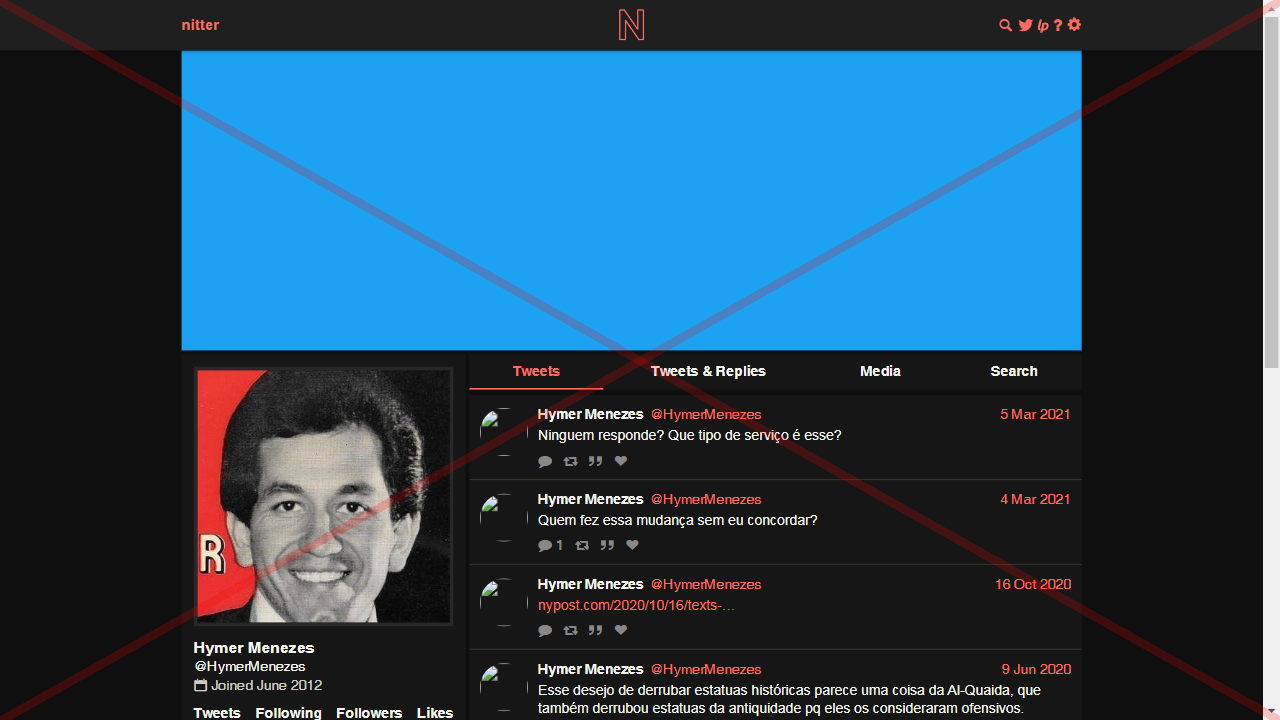 nitter
N
lp ?
Tweets
Tweets & Replies
Media
Search
R
Hymer Menezes
@HymerMenezes
Joined June 2012
Tweets Following Followers Likes
Hymer Menezes @HymerMenezes 5 Mar 2021
Ninguem responde? Que tipo de serviço é esse?
Hymer Menezes @HymerMenezes 4 Mar 2021
Quem fez essa mudança sem eu concordar?
1
Hymer Menezes @HymerMenezes 16 Oct 2020
nypost.com/2020/10/16/texts-…
Hymer Menezes @HymerMenezes 9 Jun 2020
Esse desejo de derrubar estatuas históricas parece uma coisa da Al-Quaida, que
também derrubou estatuas da antiguidade pq eles os consideraram ofensivos.